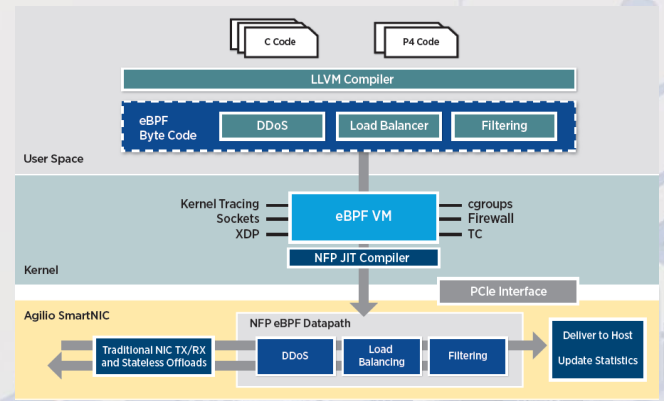 C Code
P4 Code
LLVM Compiler
eBPF
Byte Code
DDoS
Load Balancer
Filtering
User Space
Kernel Tracing
Sockets
XDP
eBPF VM
cgroups
Firewall
TC
NFP JIT Compiler
Kernel
PCIe Interface
Agilio SmartNIC
NFP eBPF Datapath
Traditional NIC TX/RX
and Stateless Offloads
DDoS
Load
Balancing
Filtering
Deliver to Host
Update Statistics